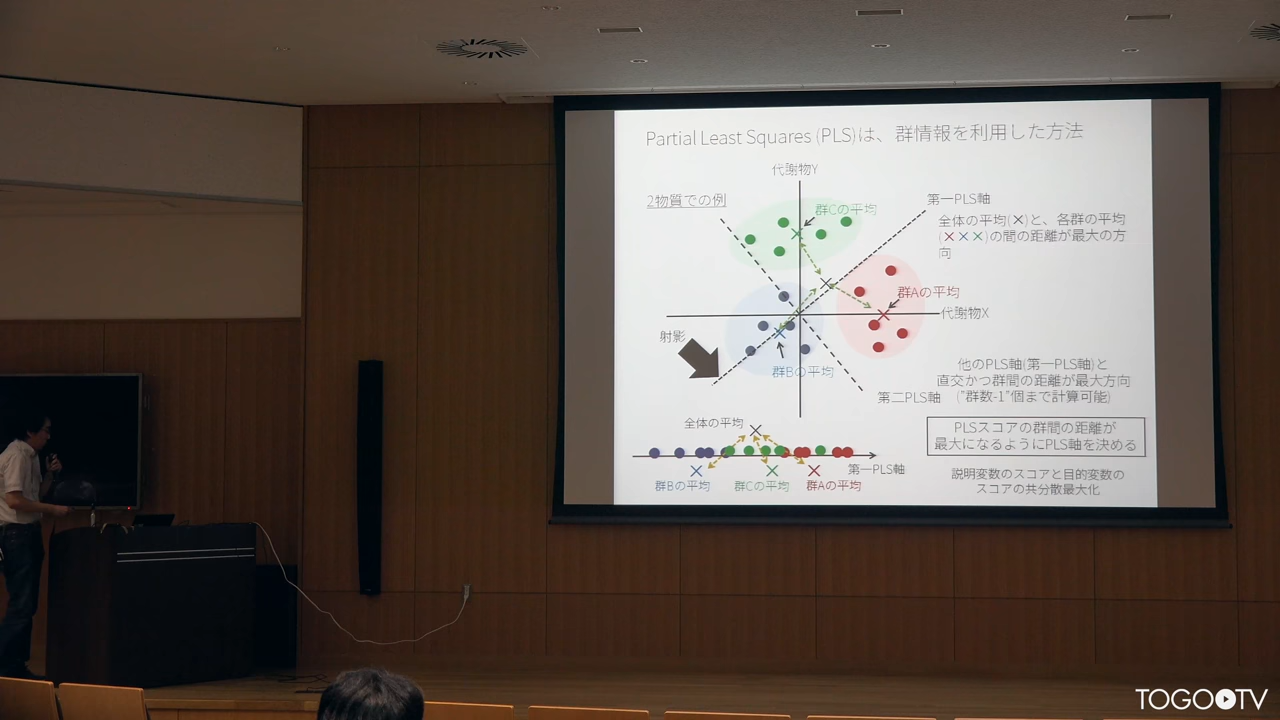 Partial Least Squares (PLS)は、群情報を利用した方法
代謝物Y
2物質での例
群Cの平均
第一PLS軸
全体の平均(×)と、各群の平均
(×××)の間の距離が最大の方
向
群Aの平均
代謝物X
射影
群Bの平均
他のPLS軸(第一PLS軸)と
直交かつ群間の距離が最大方向
("群数-1"個まで計算可能)
第二PLS軸
全体の平均
PLSスコアの群間の距離が
最大になるようにPLS軸を決める
第一PLS軸
群Bの平均
群Cの平均
群Aの平均
説明変数のスコアと目的変数の
スコアの共分散最大化
TOGOTV